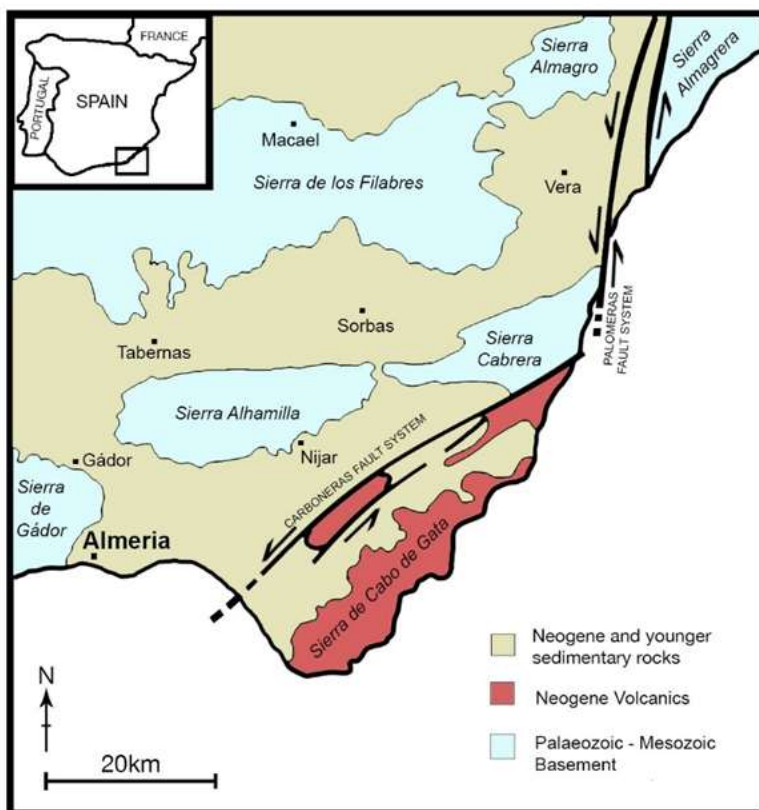 FRANCE
PORTUGAL
SPAIN
Sierra
Almagro
Sierra
Almagrera
Macael
Sierra de los Filabres
Vera
Sorbas
Tabernas
Sierra
Cabrera
PALOMERAS
FAULT SYSTEM
Sierra Alhamilla
CARBONERAS FAULT SYSTEM
Nijar
Gádor
Sierra
de
Gádor
Almeria
Sierra de Cabo de Gata
Neogene and younger
sedimentary rocks
Neogene Volcanics
Palaeozoic - Mesozoic
Basement
N
20km